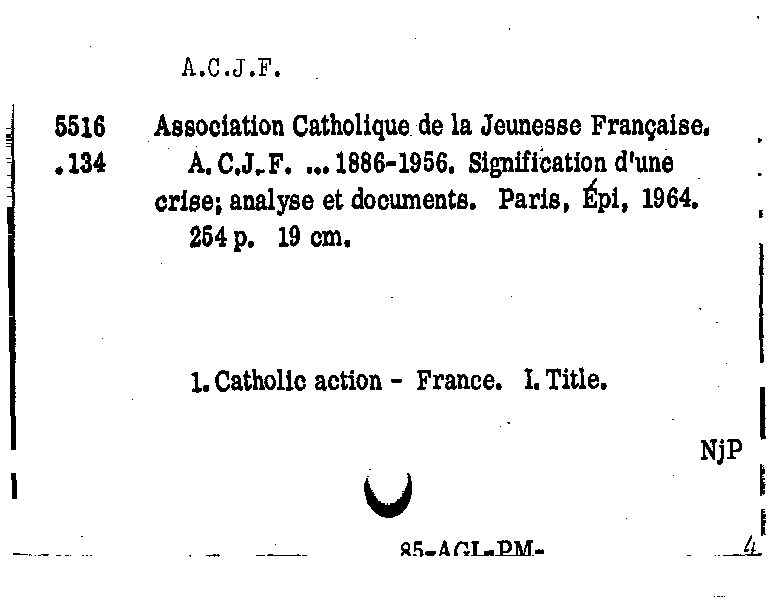 A.C.J.F.
5516 Association Catholique de la Jeunesse Française.
.134 A.C.J.F. ... 1886-1956. Signification d'une
crise; analyse et documents. Paris, Épi, 1964.
254 p. 19 cm.
1. Catholic action - France. I. Title.
NjP
85-AGL-PM-
4